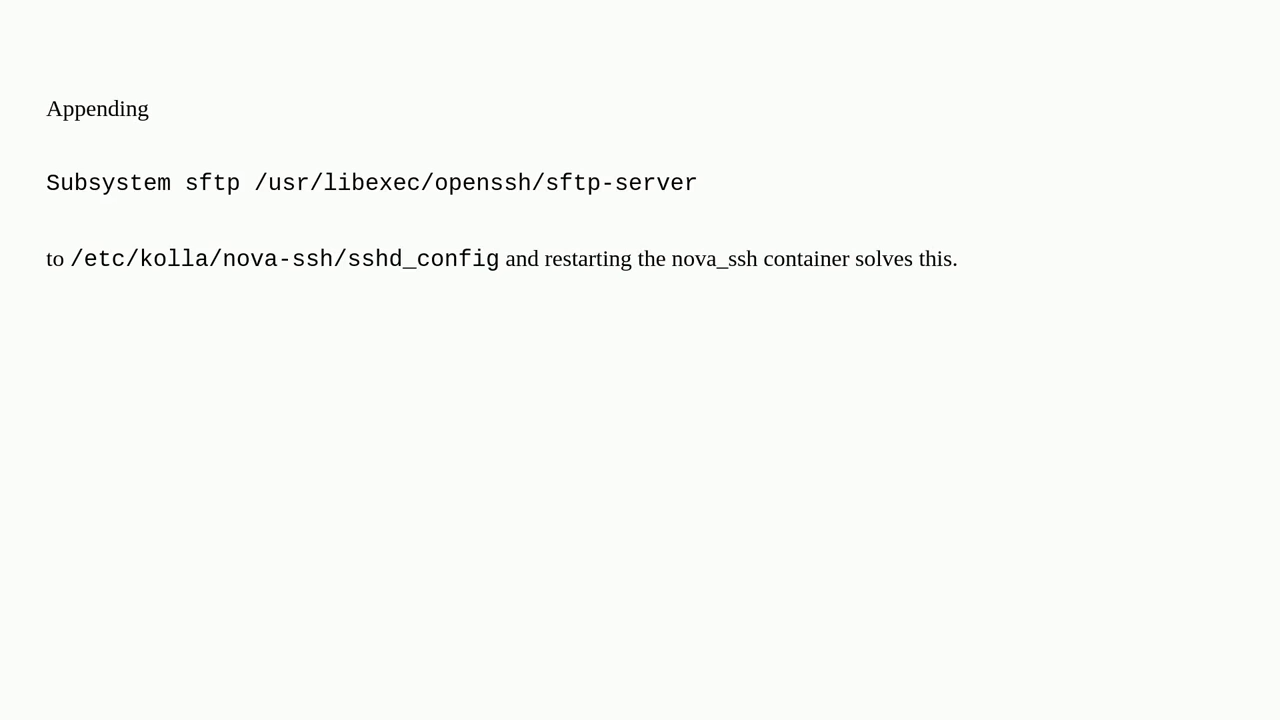 Appending
Subsystem sftp /usr/libexec/openssh/sftp-server
to /etc/kolla/nova-ssh/sshd_config and restarting the nova_ssh container solves this.